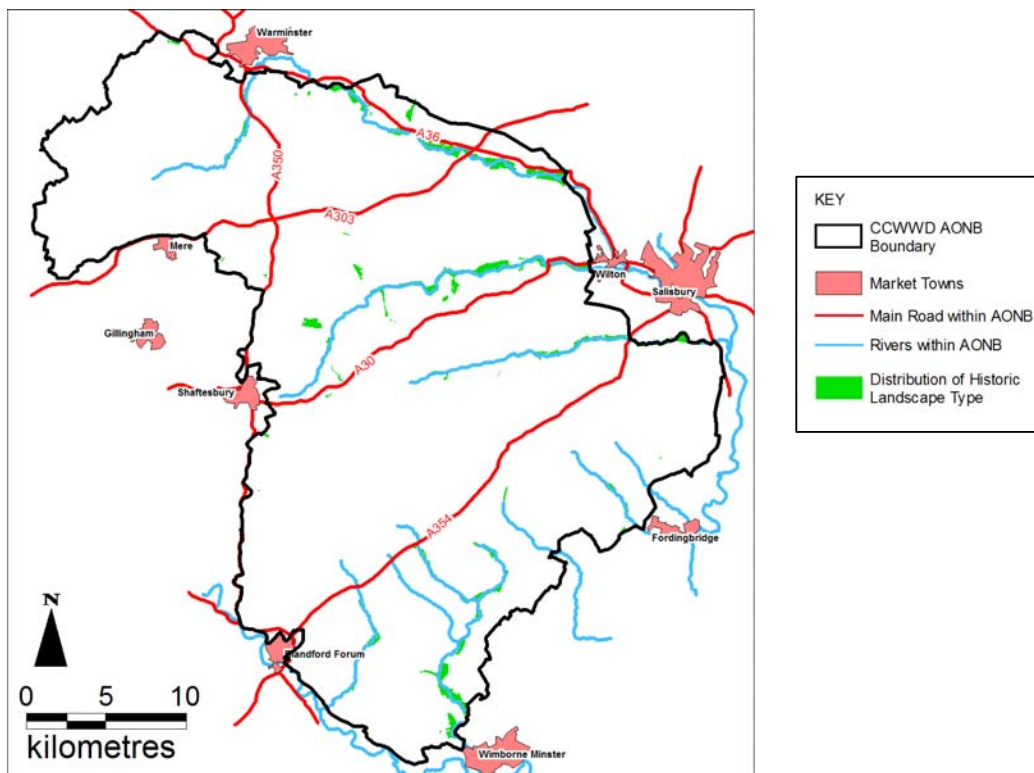 Warminster
A36
A350
A303
Mere
Wilton
Salisbury
Gillingham
A30
Shaftesbury
A354
Fordingbridge
N
Blandford Forum
0 5 10
kilometres
Wimborne Minster
KEY
CCWWD AONB
Boundary
Market Towns
Main Road within AONB
Rivers within AONB
Distribution of Historic
Landscape Type